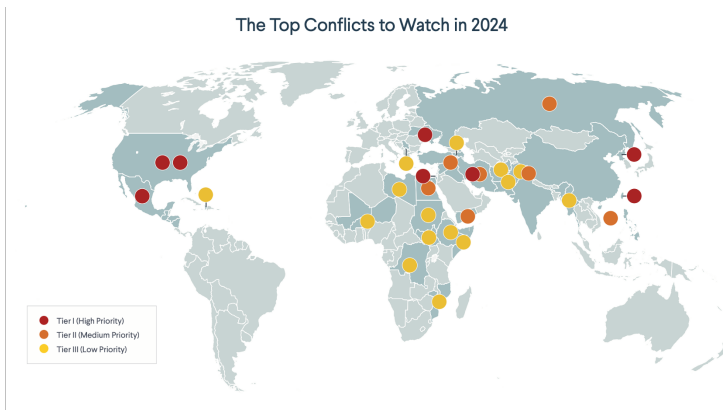 The Top Conflicts to Watch in 2024
Tier I (High Priority)
Tier II (Medium Priority)
Tier III (Low Priority)